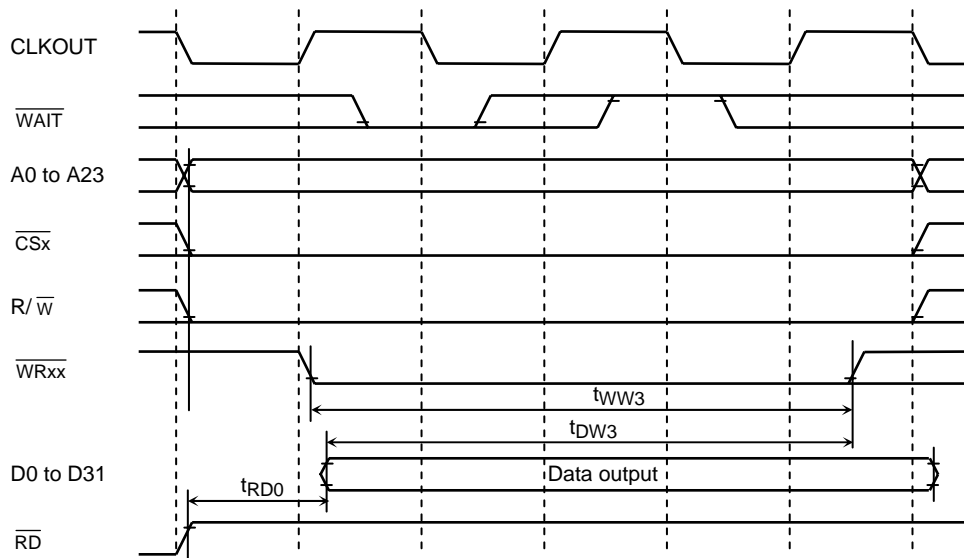 CLKOUT
WAIT
A0 to A23
CSx
R/ W
WRxx
tWW3
tDW3
D0 to D31
Data output
tRD0
RD